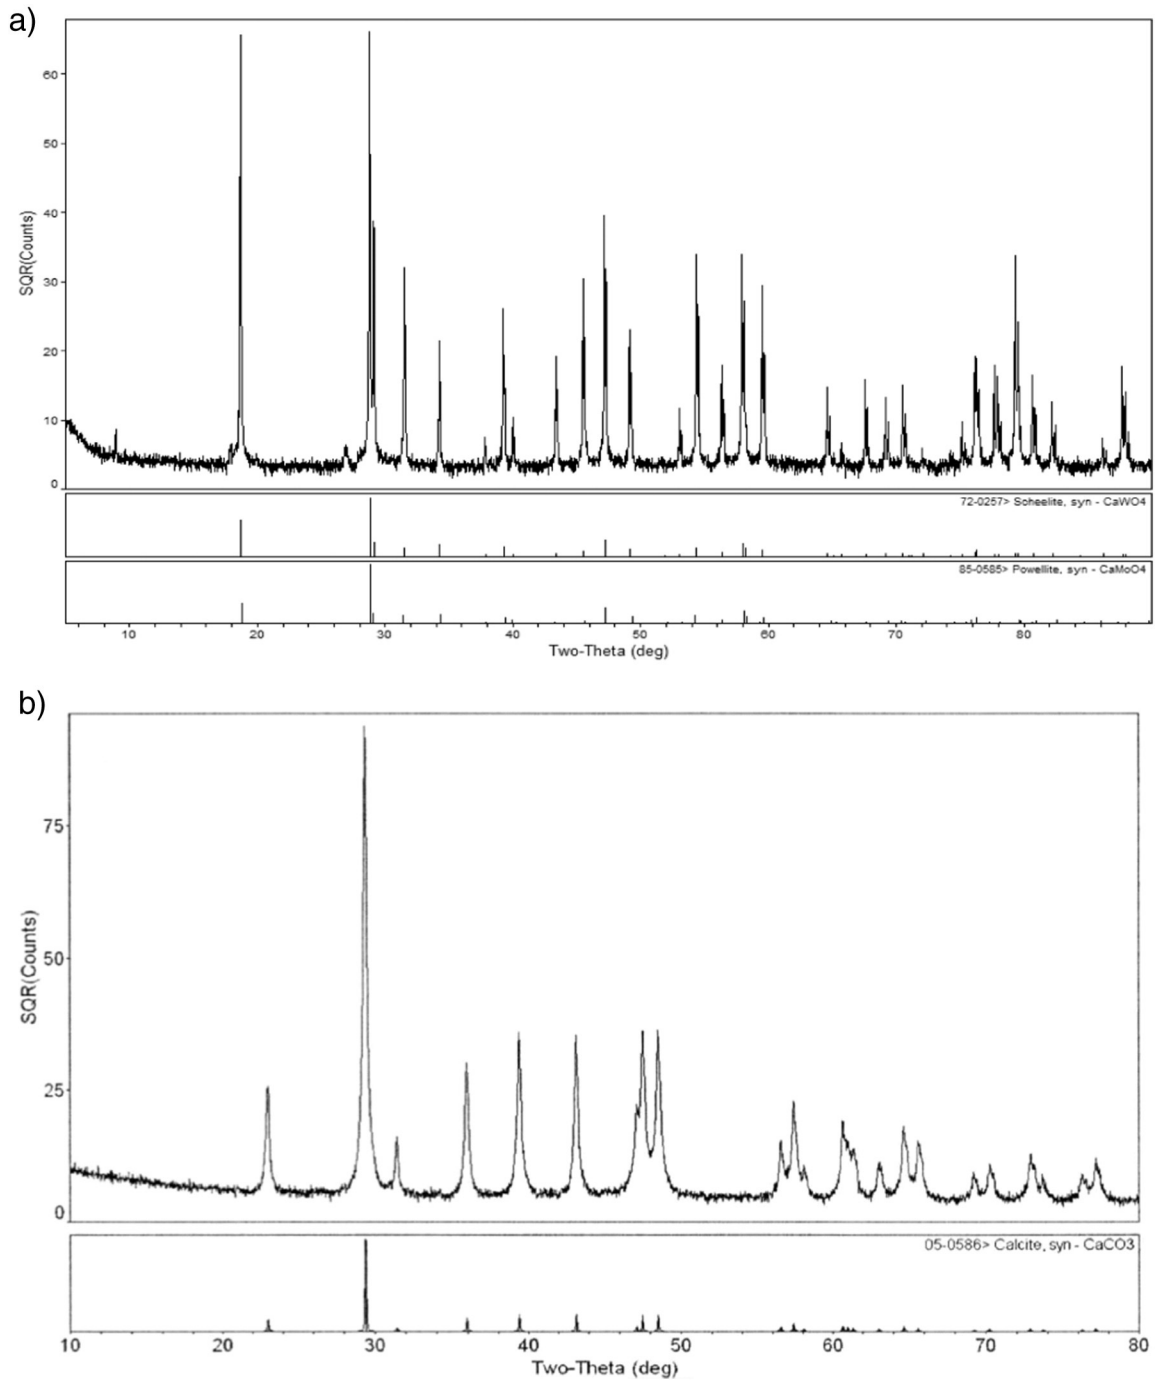 a)
60
50
40
30
20
10
0
SQR(Counts)
72-0257> Scheelite, syn - CaWO4
85-0585> Powellite, syn - CaMoO4
10 20 30 40 50 60 70 80
Two-Theta (deg)
b)
75
50
25
0
SQR(Counts)
05-0586> Calcite, syn - CaCO3
10 20 30 40 50 60 70 80
Two-Theta (deg)